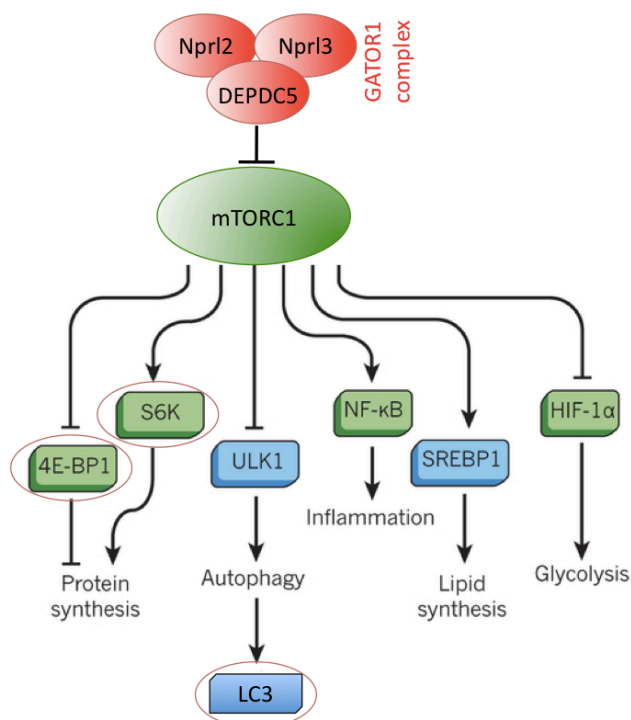 Nprl2
Nprl3
DEPDC5
GATOR1
complex
mTORC1
S6K
NF-κB
HIF-1α
4E-BP1
ULK1
SREBP1
Inflammation
Protein
synthesis
Autophagy
Lipid
synthesis
Glycolysis
LC3